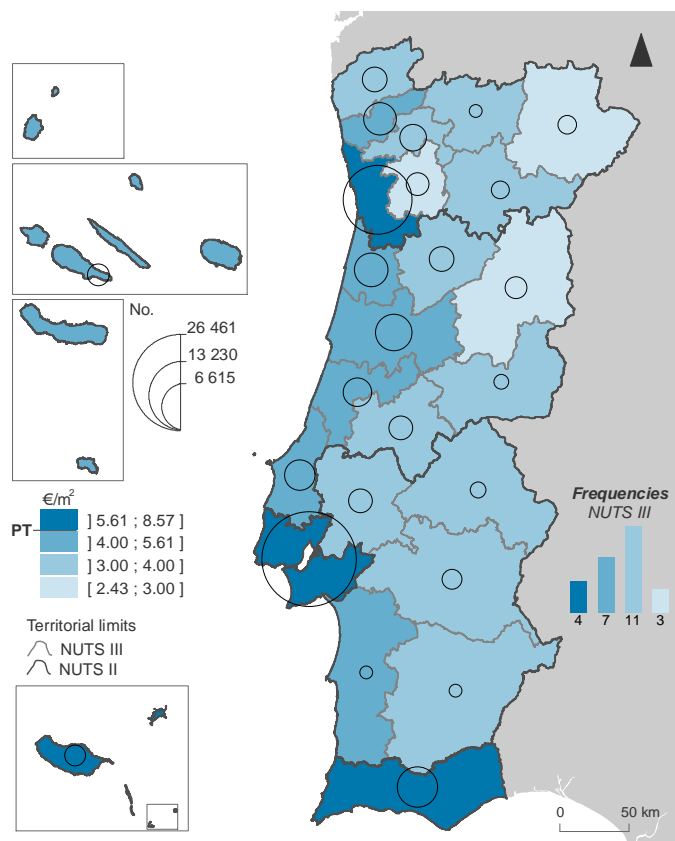 No.
26 461
13 230
6 615
€/m²
PT
] 5.61 ; 8.57 ]
] 4.00 ; 5.61 ]
] 3.00 ; 4.00 ]
[ 2.43 ; 3.00 ]
Territorial limits
NUTS III
NUTS II
Frequencies
NUTS III
4 7 11 3
0 50 km